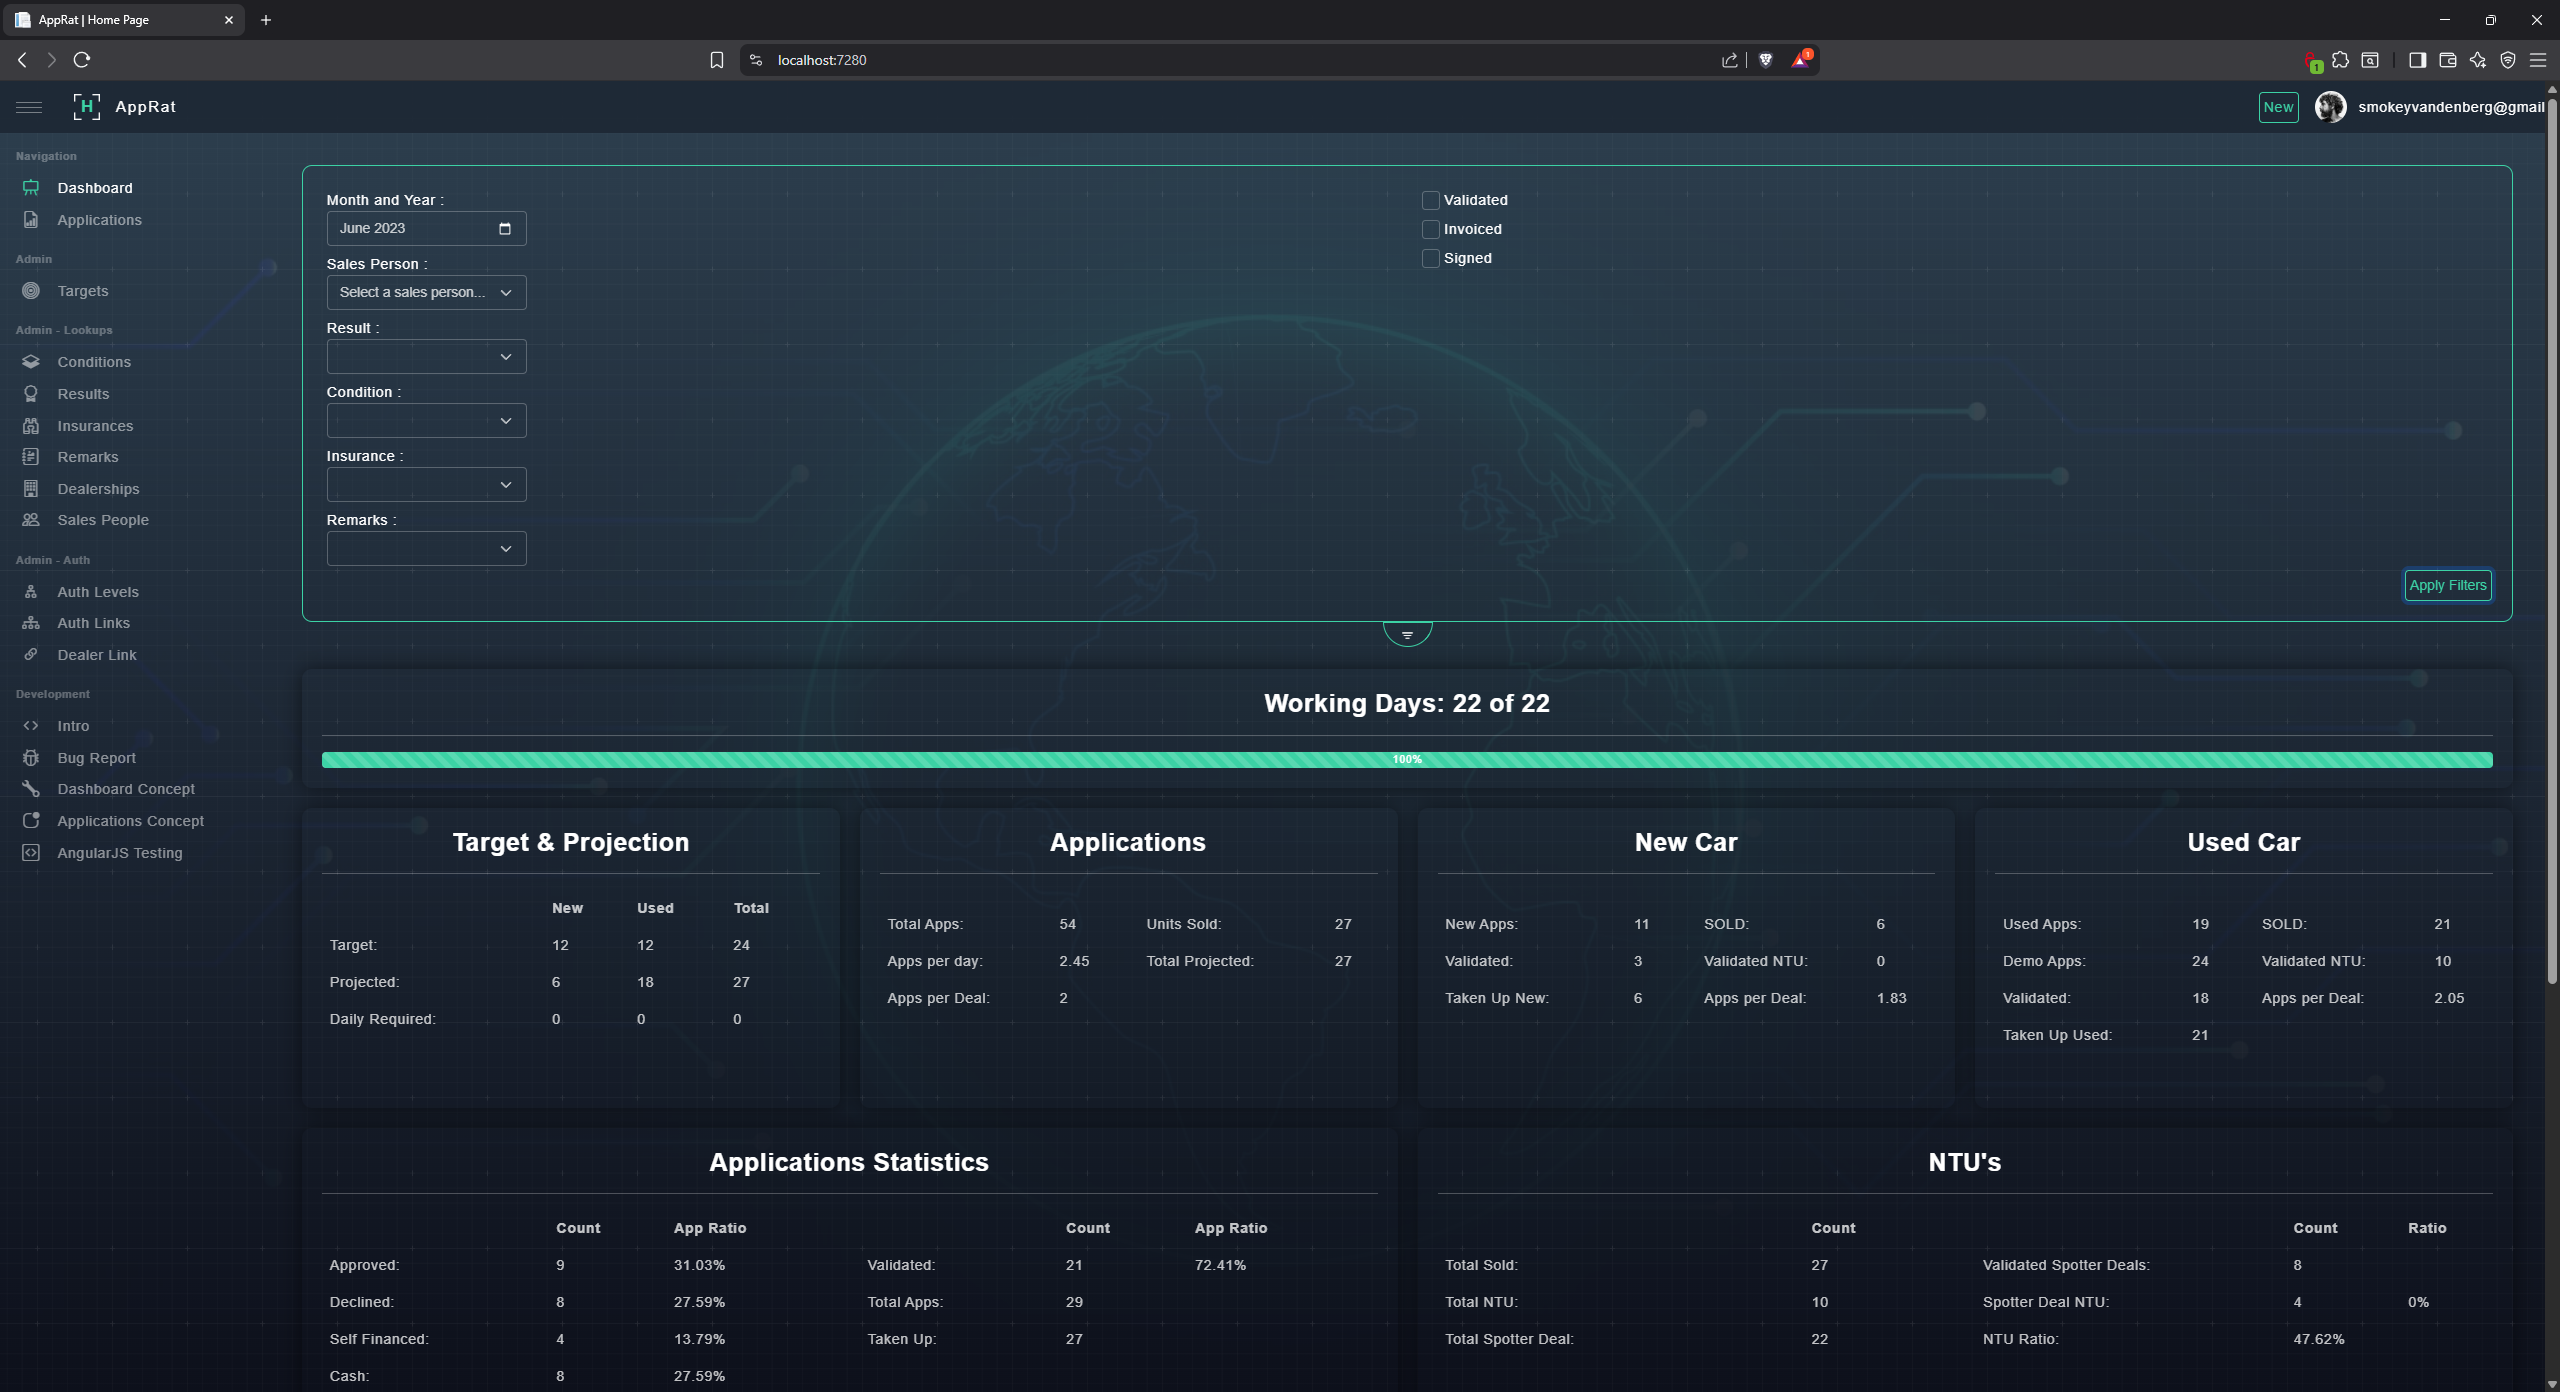 AppRat | Home Page
localhost:7280
1
1
H
AppRat
New
smokeyvandenberg@gmail
Navigation
Dashboard
Applications
Admin
Targets
Admin - Lookups
Conditions
Results
Insurances
Remarks
Dealerships
Sales People
Admin - Auth
Auth Levels
Auth Links
Dealer Link
Development
Intro
Bug Report
Dashboard Concept
Applications Concept
AngularJS Testing
Month and Year :
June 2023
Sales Person :
Select a sales person...
Result :
Condition :
Insurance :
Remarks :
Validated
Invoiced
Signed
Apply Filters
Working Days: 22 of 22
100%
Target & Projection
New Used Total
Target: 12 12 24
Projected: 6 18 27
Daily Required: 0 0 0
Applications
Total Apps: 54 Units Sold: 27
Apps per day: 2.45 Total Projected: 27
Apps per Deal: 2
New Car
New Apps: 11 SOLD: 6
Validated: 3 Validated NTU: 0
Taken Up New: 6 Apps per Deal: 1.83
Used Car
Used Apps: 19 SOLD: 21
Demo Apps: 24 Validated NTU: 10
Validated: 18 Apps per Deal: 2.05
Taken Up Used: 21
Applications Statistics
Count App Ratio Count App Ratio
Approved: 9 31.03% Validated: 21 72.41%
Declined: 8 27.59% Total Apps: 29
Self Financed: 4 13.79% Taken Up: 27
Cash: 8 27.59%
NTU's
Count Count Ratio
Total Sold: 27 Validated Spotter Deals: 8
Total NTU: 10 Spotter Deal NTU: 4 0%
Total Spotter Deal: 22 NTU Ratio: 47.62%